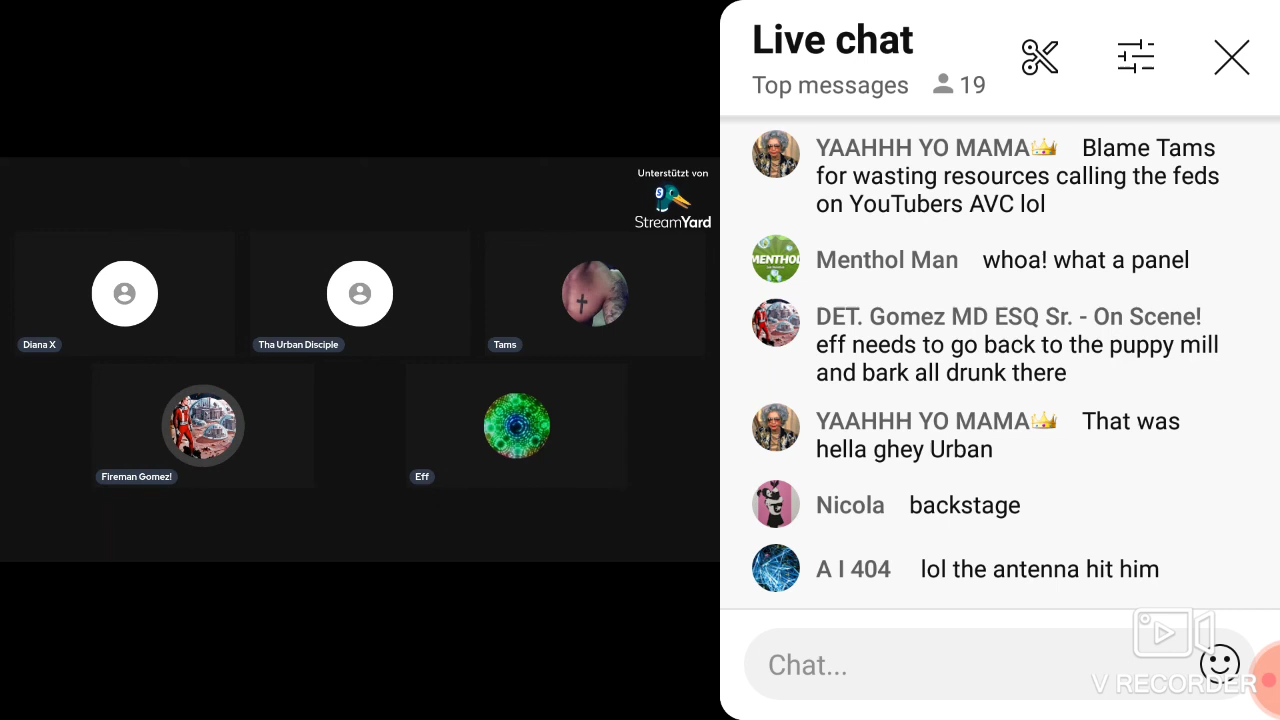 Unterstützt von
S
StreamYard
Diana X
Tha Urban Disciple
Tams
Fireman Gomez!
Eff
Live chat
Top messages 19
YAAHHH YO MAMA👑 Blame Tams
for wasting resources calling the feds
on YouTubers AVC lol
MENTHOL
Menthol Man whoa! what a panel
DET. Gomez MD ESQ Sr. - On Scene!
eff needs to go back to the puppy mill
and bark all drunk there
YAAHHH YO MAMA👑 That was
hella ghey Urban
Nicola backstage
A I 404 lol the antenna hit him
Chat...
V RECORDER